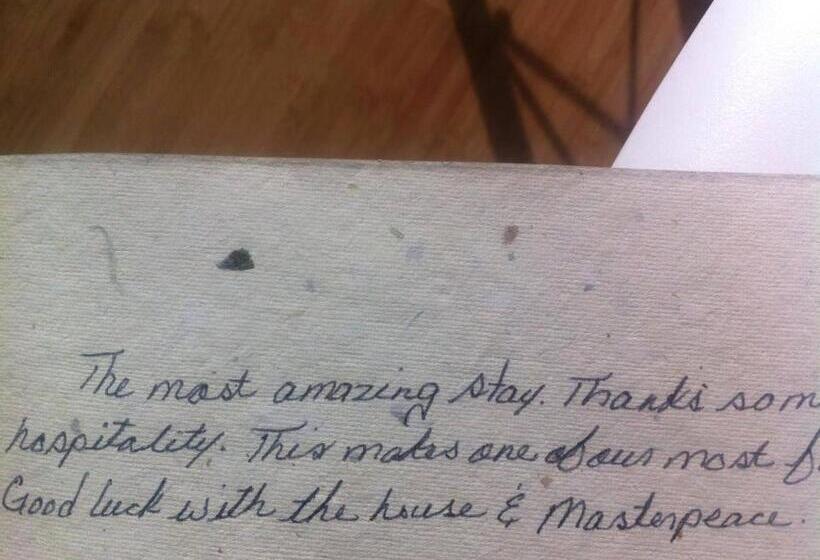 The most amazing stay. Thanks som
hospitality. This makes one of our most f
Good luck with the house & Masterpeace.